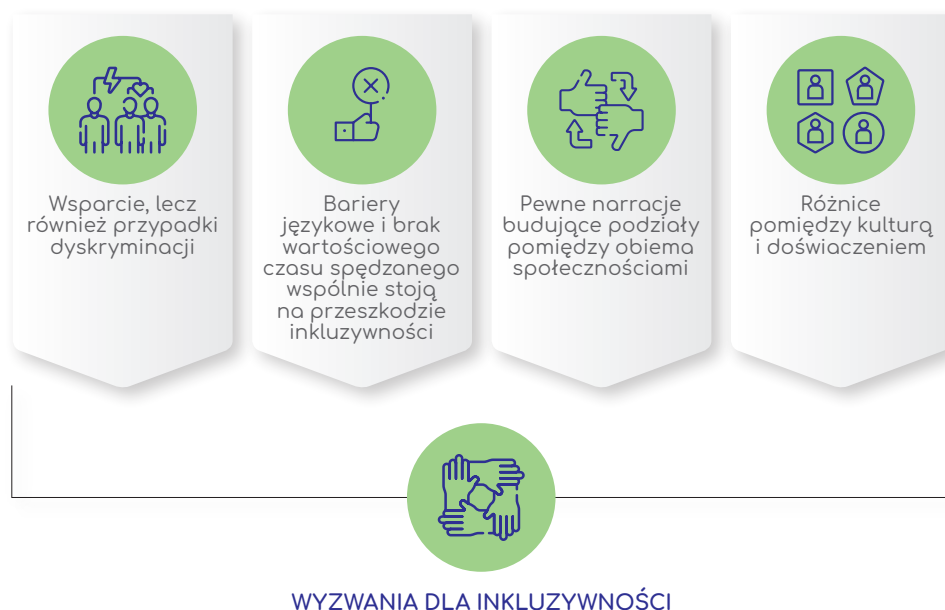 Wsparcie, lecz
również przypadki
dyskryminacji
Bariery
językowe i brak
wartościowego
czasu spędzanego
wspólnie stoją
na przeszkodzie
inkluzywności
Pewne narracje
budujące podziały
pomiędzy obiema
społecznościami
Różnice
pomiędzy kulturą
i doświaczeniem
WYZWANIA DLA INKLUZYWNOŚCI